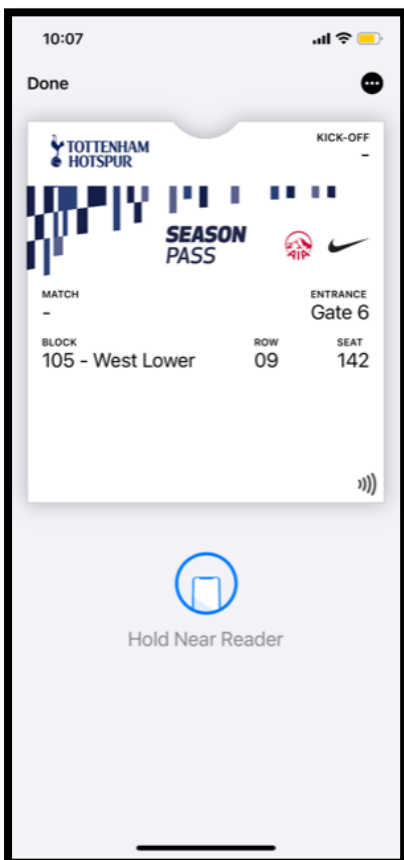 10:07
Done
TOTTENHAM
HOTSPUR
KICK-OFF
-
SEASON
PASS
AIA
MATCH
-
ENTRANCE
Gate 6
BLOCK
105 - West Lower
ROW
09
SEAT
142
Hold Near Reader